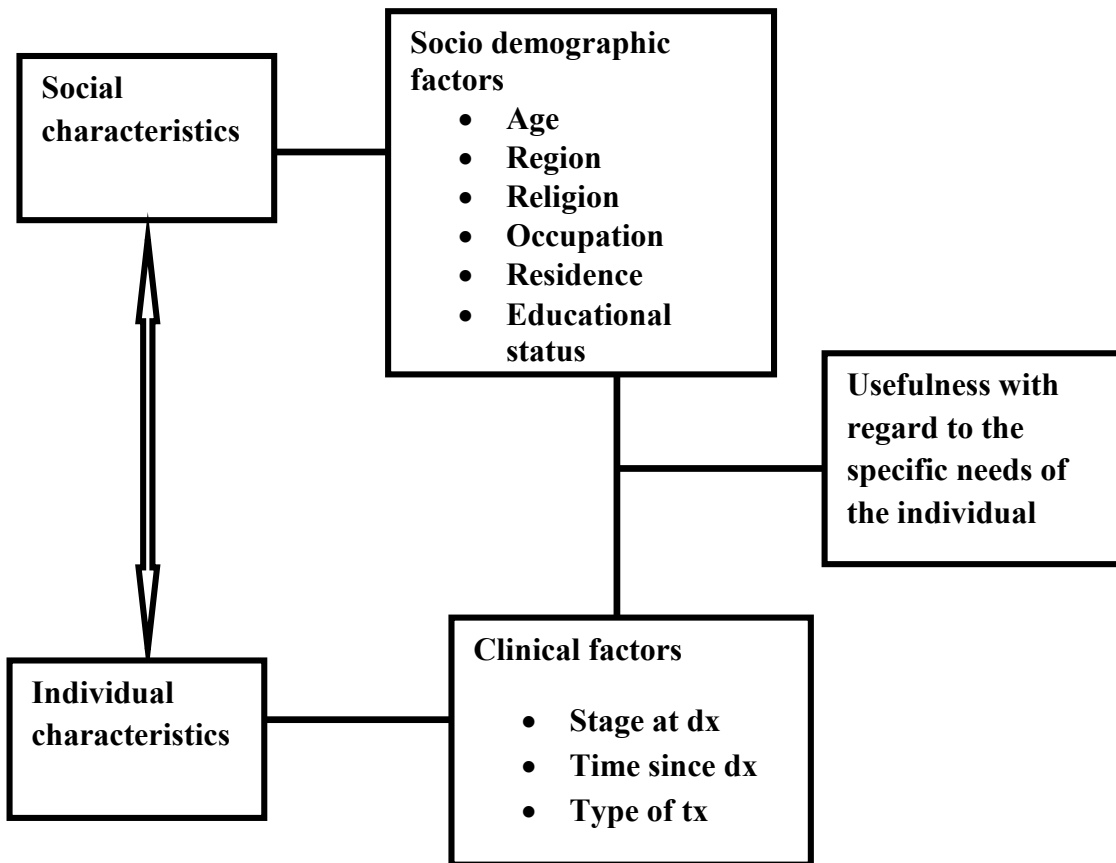 Social
characteristics
Socio demographic
factors
• Age
• Region
• Religion
• Occupation
• Residence
• Educational
status
Usefulness with
regard to the
specific needs of
the individual
Individual
characteristics
Clinical factors
• Stage at dx
• Time since dx
• Type of tx